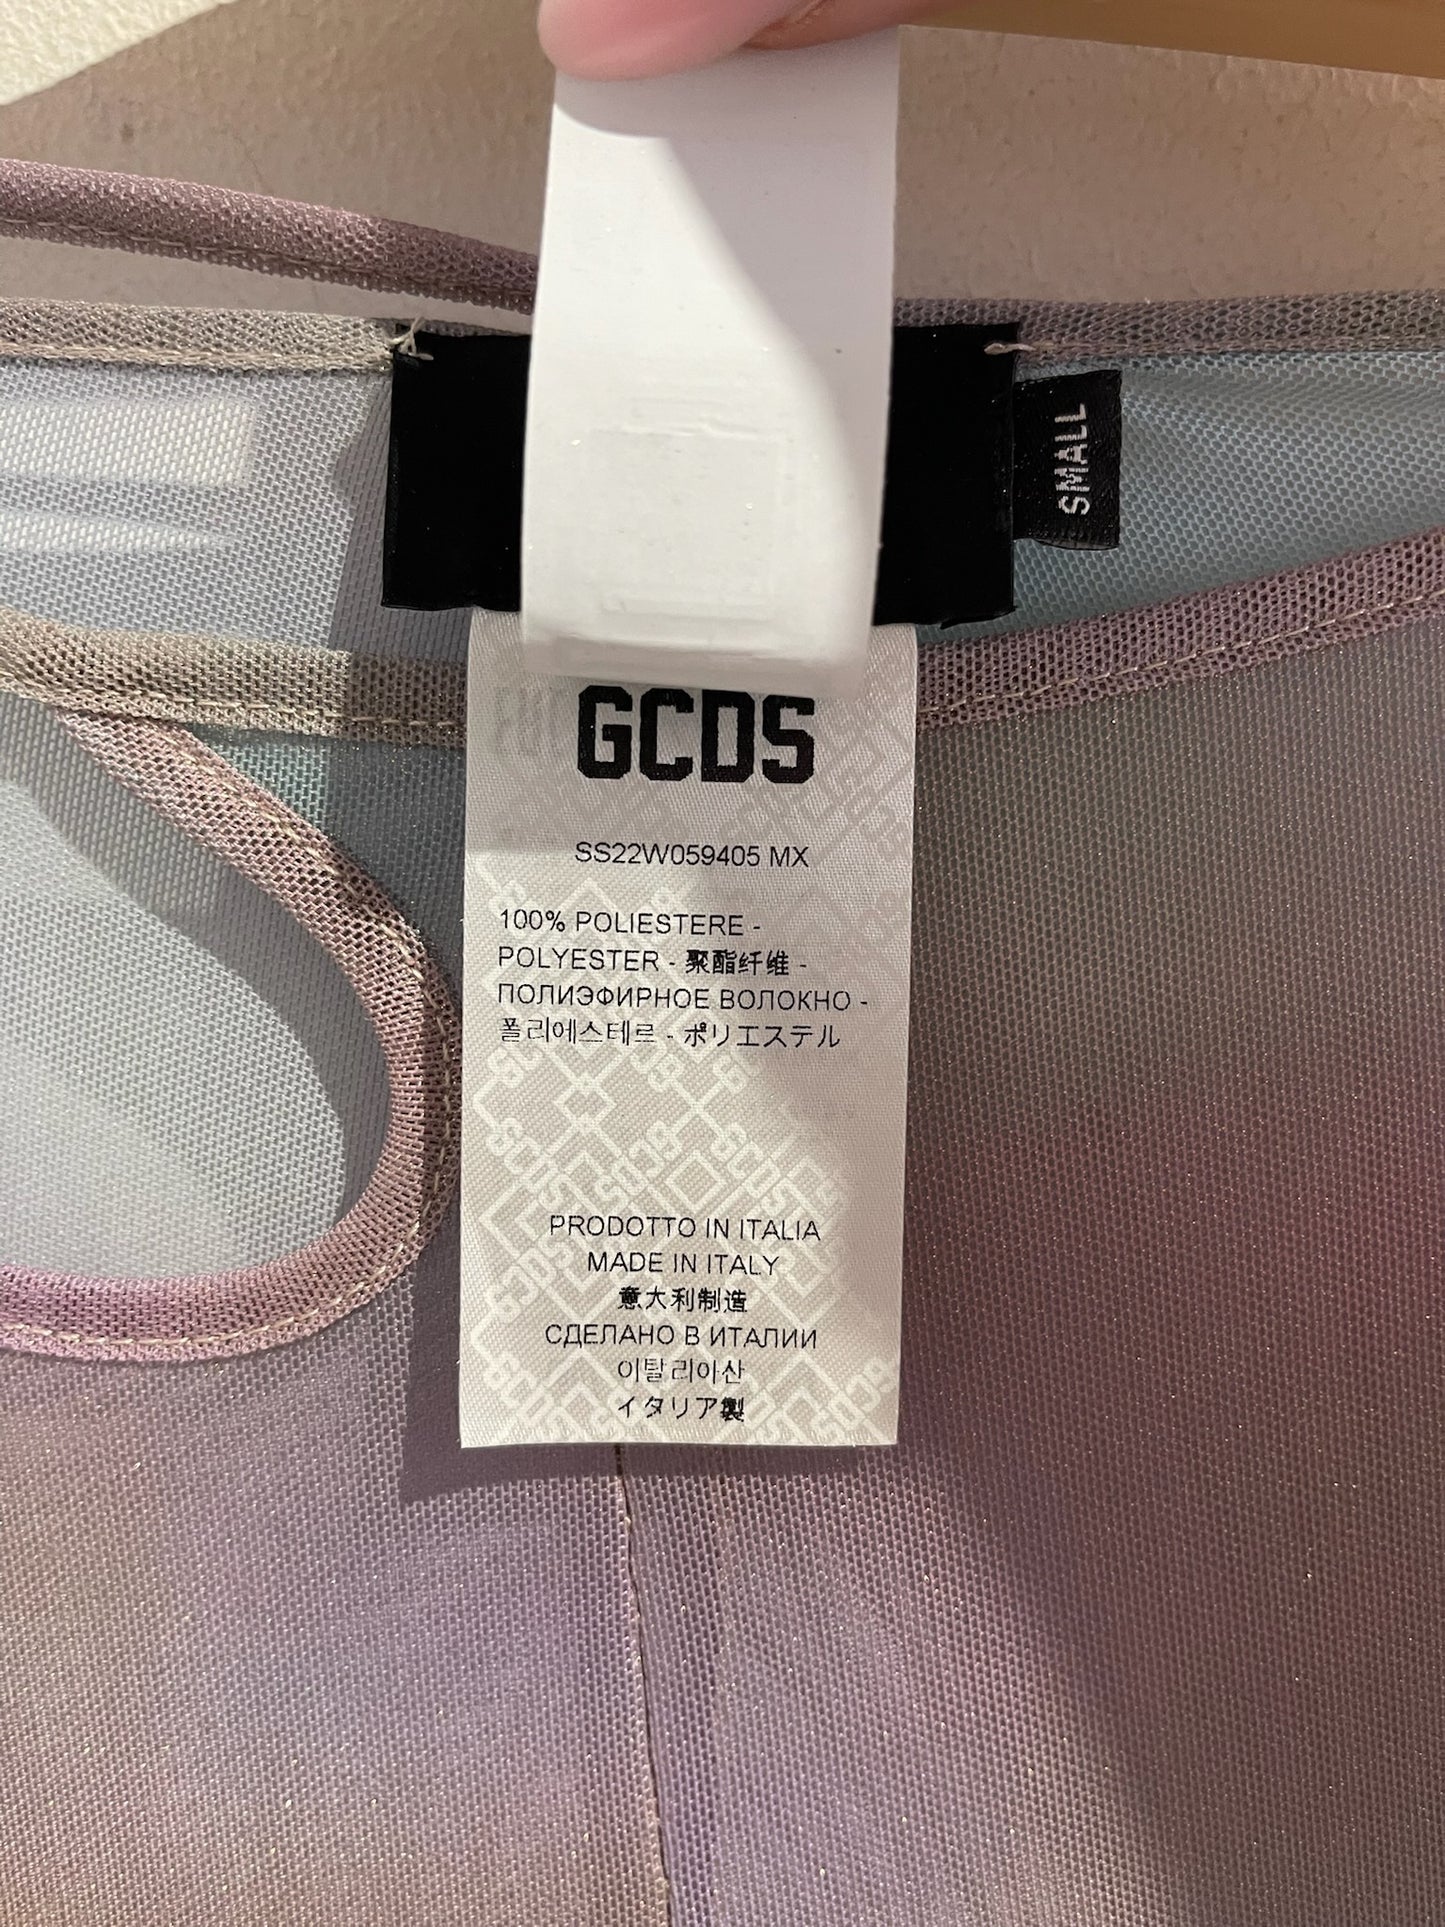 SMALL
GCDS
SS22W059405 MX
100% POLIESTERE -
POLYESTER - 聚酯纤维 -
ПОЛИЭФИРНОЕ ВОЛОКНО -
폴리에스테르 - ポリエステル
PRODOTTO IN ITALIA
MADE IN ITALY
意大利制造
СДЕЛАНО В ИТАЛИИ
이탈리아산
イタリア製